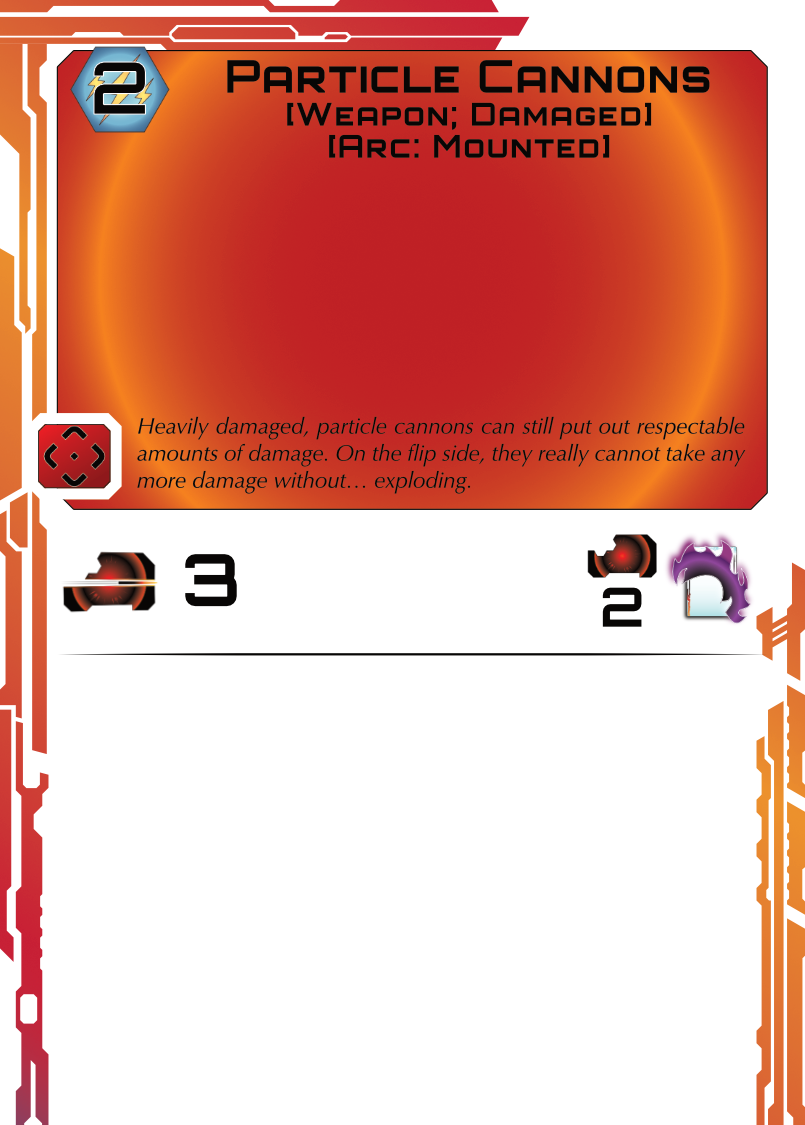 2
Particle Cannons
[Weapon; Damaged]
[Arc: Mounted]
Heavily damaged, particle cannons can still put out respectable
amounts of damage. On the flip side, they really cannot take any
more damage without… exploding.
3
2